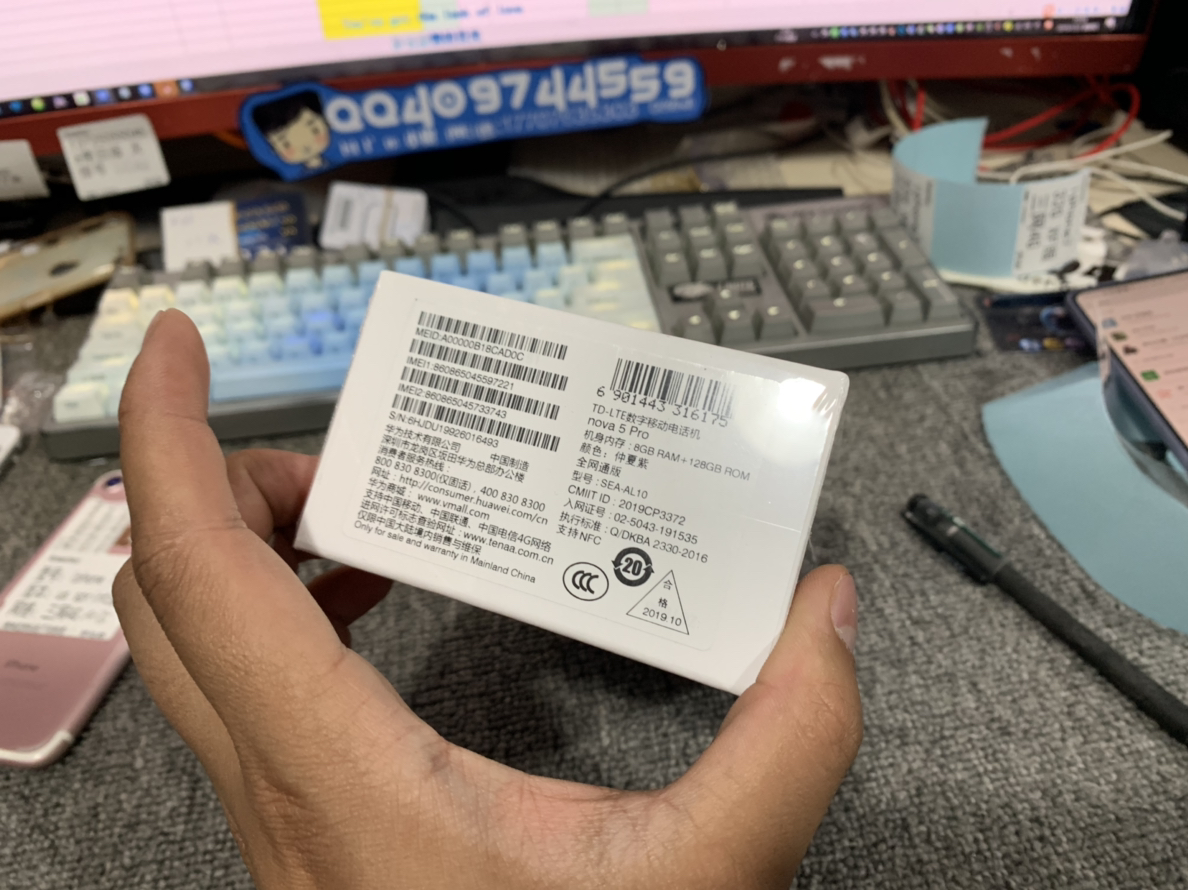 You've got the look of love
qq409744559
MEID:A00000B18CAD0C
IMEI1:860865045597221
IMEI2:860865045733743
S/N:6HJDU19926016493
华为技术有限公司 中国制造
深圳市龙岗区坂田华为总部办公楼
消费者服务热线：
800 830 8300(仅固话), 400 830 8300
网址：http://consumer.huawei.com/cn
华为商城：www.vmall.com
支持中国移动、中国联通、中国电信4G网络
进网许可标志查验网址：www.tenaa.com.cn
仅限中国大陆境内销售与维保
Only for sale and warranty in Mainland China
6 901443 316175
TD-LTE数字移动电话机
nova 5 Pro
机身内存：8GB RAM+128GB ROM
颜色：仲夏紫
全网通版
型号：SEA-AL10
CMIIT ID：2019CP3372
入网证号：02-5043-191535
执行标准：Q/DKBA 2330-2016
支持NFC
CCC
20
合
格
2019.10